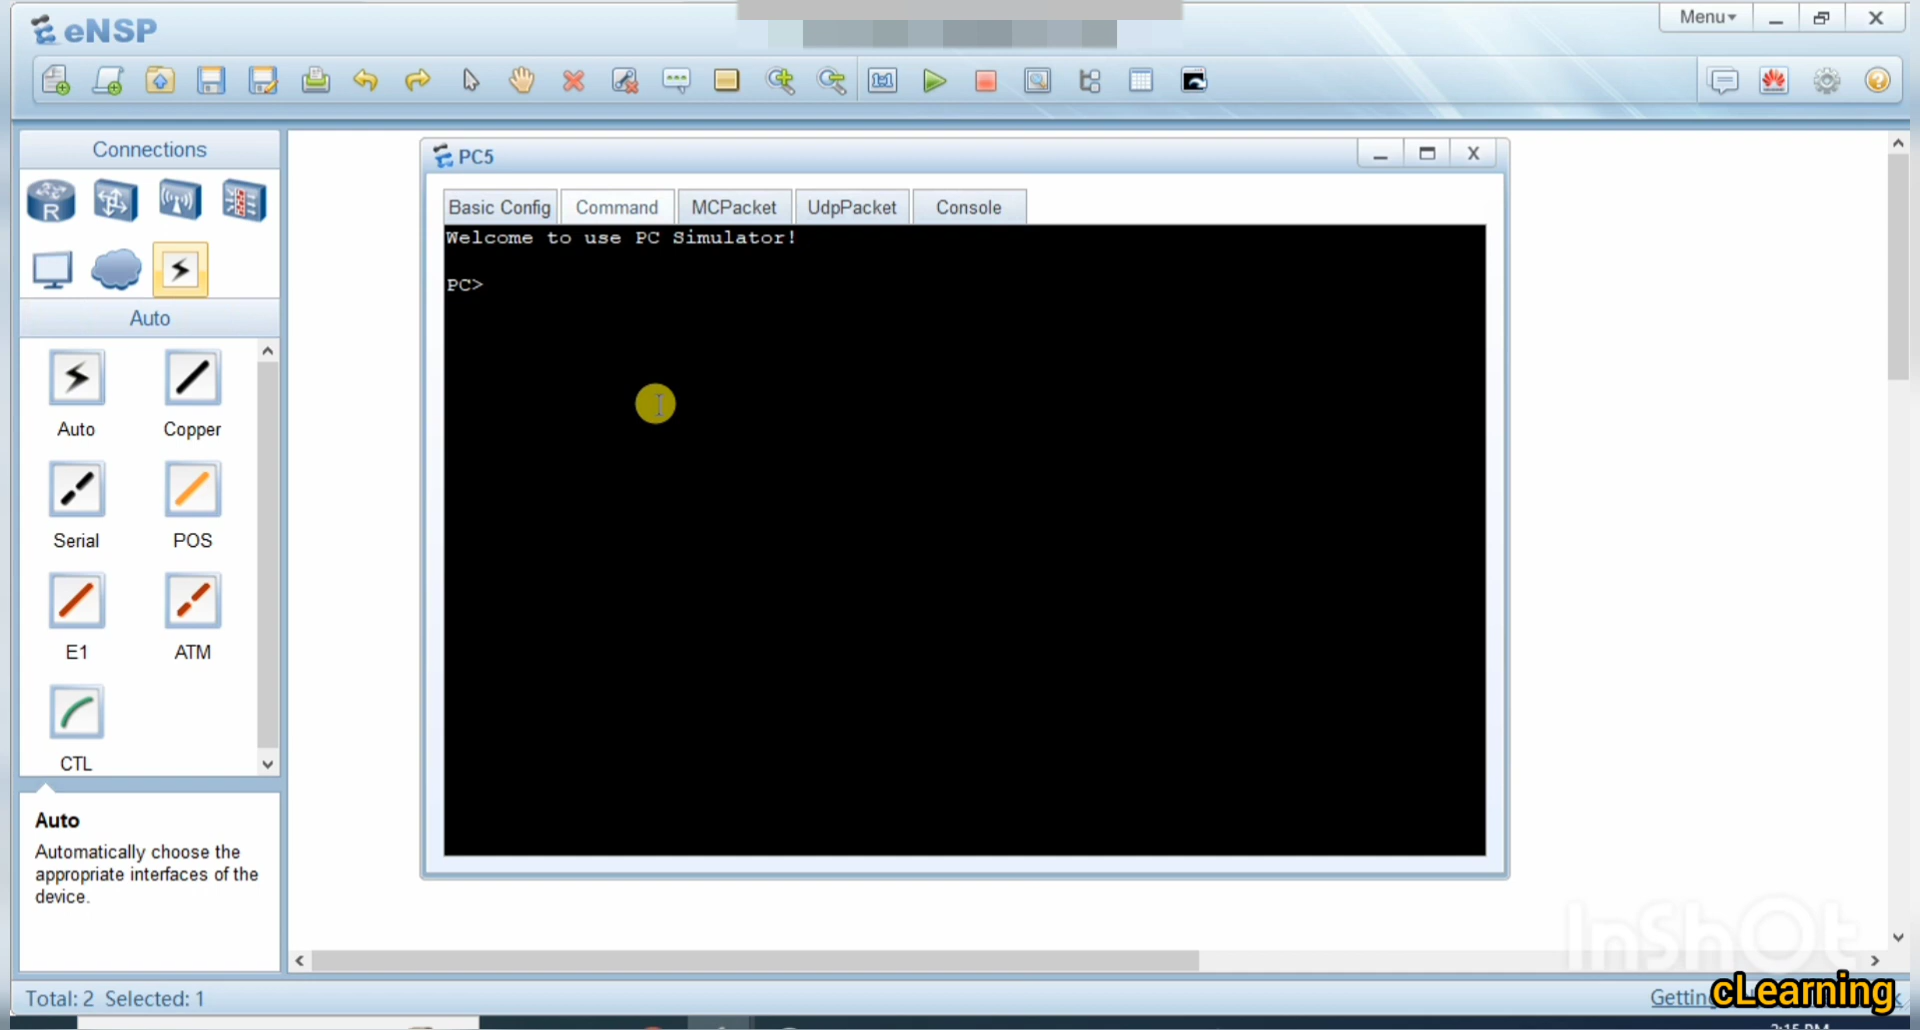 eNSP
Menu
Connections
R
Auto
Auto
Copper
Serial
POS
E1
ATM
CTL
Auto
Automatically choose the
appropriate interfaces of the
device.
PC5
Basic Config
Command
MCPacket
UdpPacket
Console
Welcome to use PC Simulator!
PC>
InShOt
Total: 2 Selected: 1
cLearning